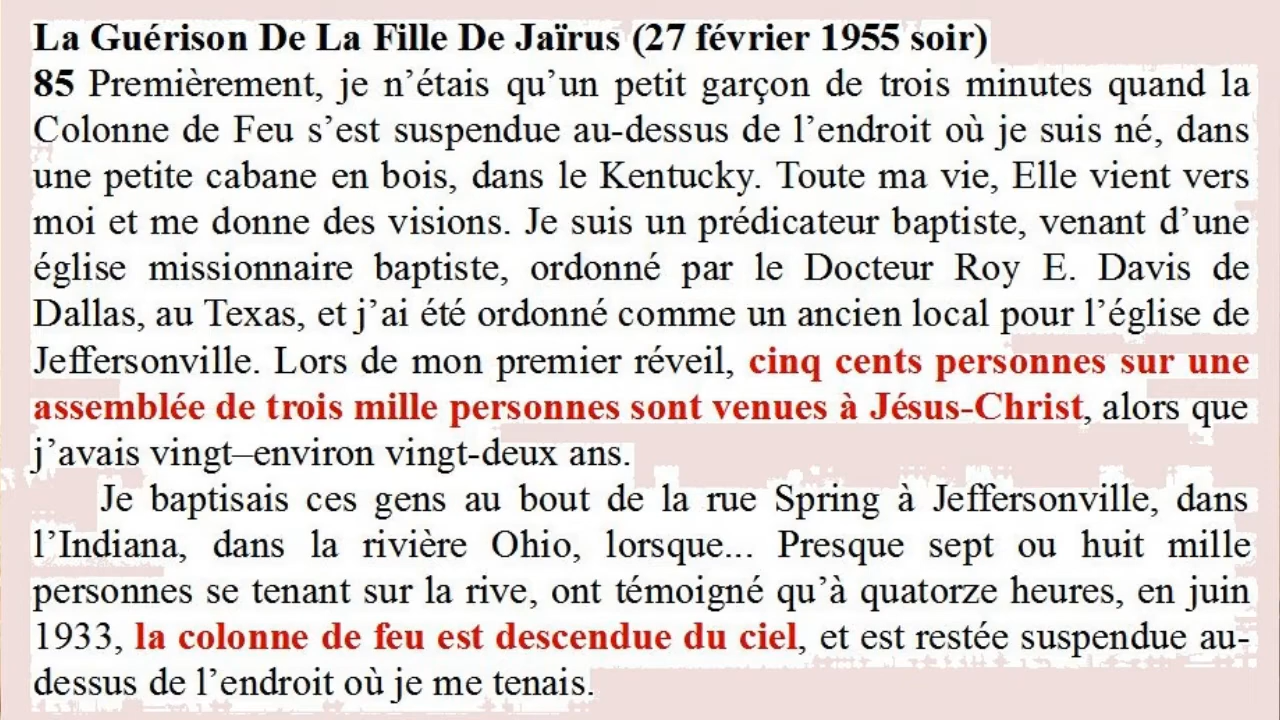 La Guérison De La Fille De Jaïrus (27 février 1955 soir)
85 Premièrement, je n’étais qu’un petit garçon de trois minutes quand la
Colonne de Feu s’est suspendue au-dessus de l’endroit où je suis né, dans
une petite cabane en bois, dans le Kentucky. Toute ma vie, Elle vient vers
moi et me donne des visions. Je suis un prédicateur baptiste, venant d’une
église missionnaire baptiste, ordonné par le Docteur Roy E. Davis de
Dallas, au Texas, et j’ai été ordonné comme un ancien local pour l’église de
Jeffersonville. Lors de mon premier réveil, cinq cents personnes sur une
assemblée de trois mille personnes sont venues à Jésus-Christ, alors que
j’avais vingt–environ vingt-deux ans.
Je baptisais ces gens au bout de la rue Spring à Jeffersonville, dans
l’Indiana, dans la rivière Ohio, lorsque... Presque sept ou huit mille
personnes se tenant sur la rive, ont témoigné qu’à quatorze heures, en juin
1933, la colonne de feu est descendue du ciel, et est restée suspendue au-
dessus de l’endroit où je me tenais.